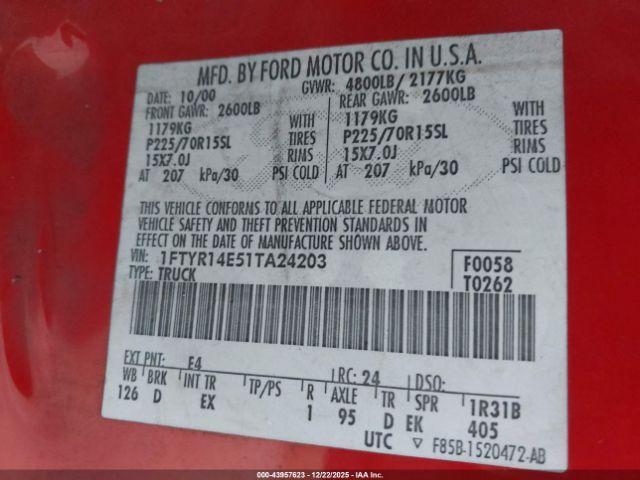 MFD. BY FORD MOTOR CO. IN U.S.A.
DATE: 10/00 GVWR: 4800LB/ 2177KG
FRONT GAWR: 2600LB REAR GAWR: 2600LB
1179KG WITH 1179KG WITH
P225/70R15SL TIRES P225/70R15SL TIRES
15X7.0J RIMS 15X7.0J RIMS
AT 207 kPa/30 PSI COLD AT 207 kPa/30 PSI COLD
THIS VEHICLE CONFORMS TO ALL APPLICABLE FEDERAL MOTOR
VEHICLE SAFETY AND THEFT PREVENTION STANDARDS IN
EFFECT ON THE DATE OF MANUFACTURE SHOWN ABOVE.
VIN: 1FTYR14E51TA24203 F0058
TYPE: TRUCK T0262
EXT PNT: E4 RC: 24 DSO:
WB BRK INT TR TP/PS R AXLE TR SPR 1R31B
126 D EX 1 95 D EK 405
UTC F85B-1520472-AB
000-43957623 - 12/22/2025 - IAA Inc.